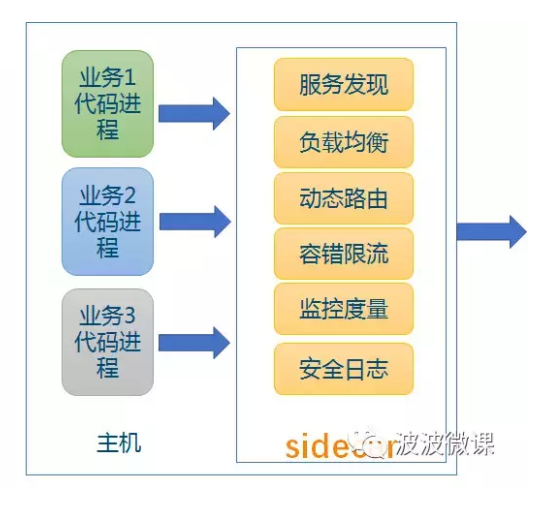 业务1
代码进
程
业务2
代码进
程
业务3
代码进
程
服务发现
负载均衡
动态路由
容错限流
监控度量
安全日志
主机
sidecar
波波微课